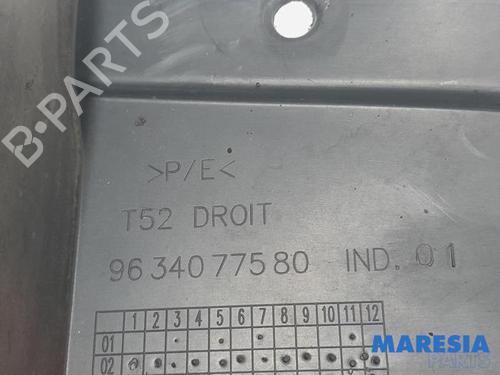 B-PARTS
>P/E<
T52 DROIT
96 340 775 80 IND. 01
1 2 3 4 5 6 7 8 9 10 11 12
01
02
MARESIA
PARTS